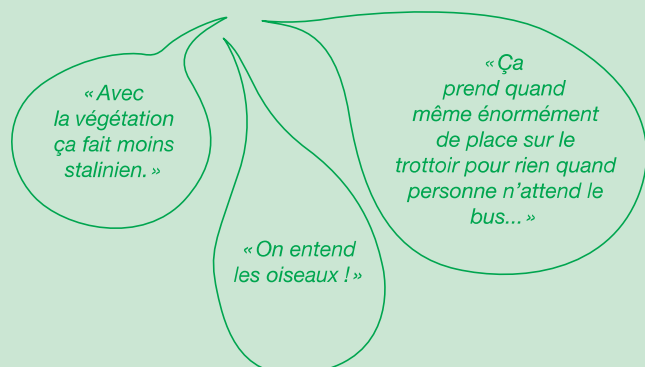 « Avec
la végétation
ça fait moins
stalinien. »
« On entend
les oiseaux ! »
« Ça
prend quand
même énormément
de place sur le
trottoir pour rien quand
personne n’attend le
bus... »